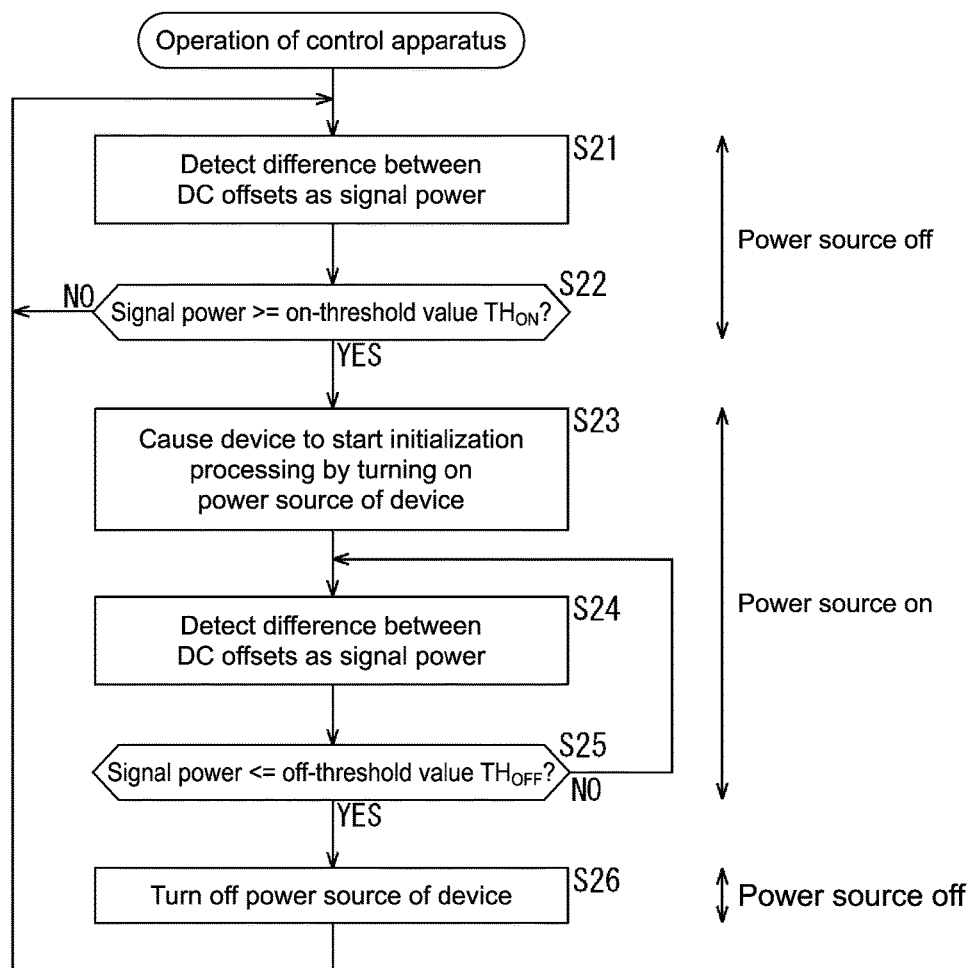 Operation of control apparatus
S21
Detect difference between
DC offsets as signal power
Power source off
S22
NO
Signal power >= on-threshold value THON?
YES
S23
Cause device to start initialization
processing by turning on
power source of device
Power source on
S24
Detect difference between
DC offsets as signal power
S25
Signal power <= off-threshold value THOFF?
NO
YES
S26
Turn off power source of device
Power source off